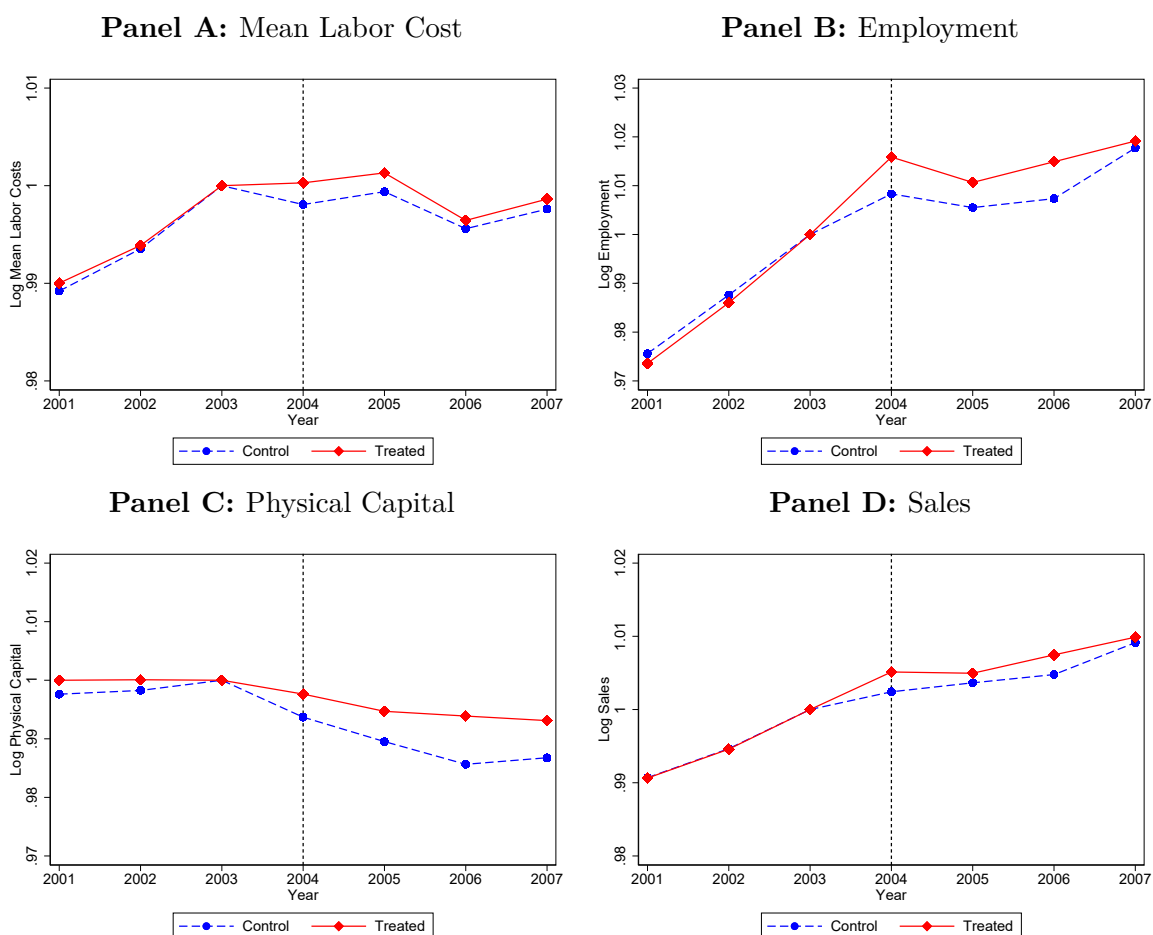 Panel A: Mean Labor Cost
Log Mean Labor Costs
1.01
1
.99
.98
2001 2002 2003 2004 2005 2006 2007
Year
Control Treated
Panel B: Employment
Log Employment
1.03
1.02
1.01
1
.99
.98
.97
2001 2002 2003 2004 2005 2006 2007
Year
Control Treated
Panel C: Physical Capital
Log Physical Capital
1.02
1.01
1
.99
.98
.97
2001 2002 2003 2004 2005 2006 2007
Year
Control Treated
Panel D: Sales
Log Sales
1.02
1.01
1
.99
.98
2001 2002 2003 2004 2005 2006 2007
Year
Control Treated